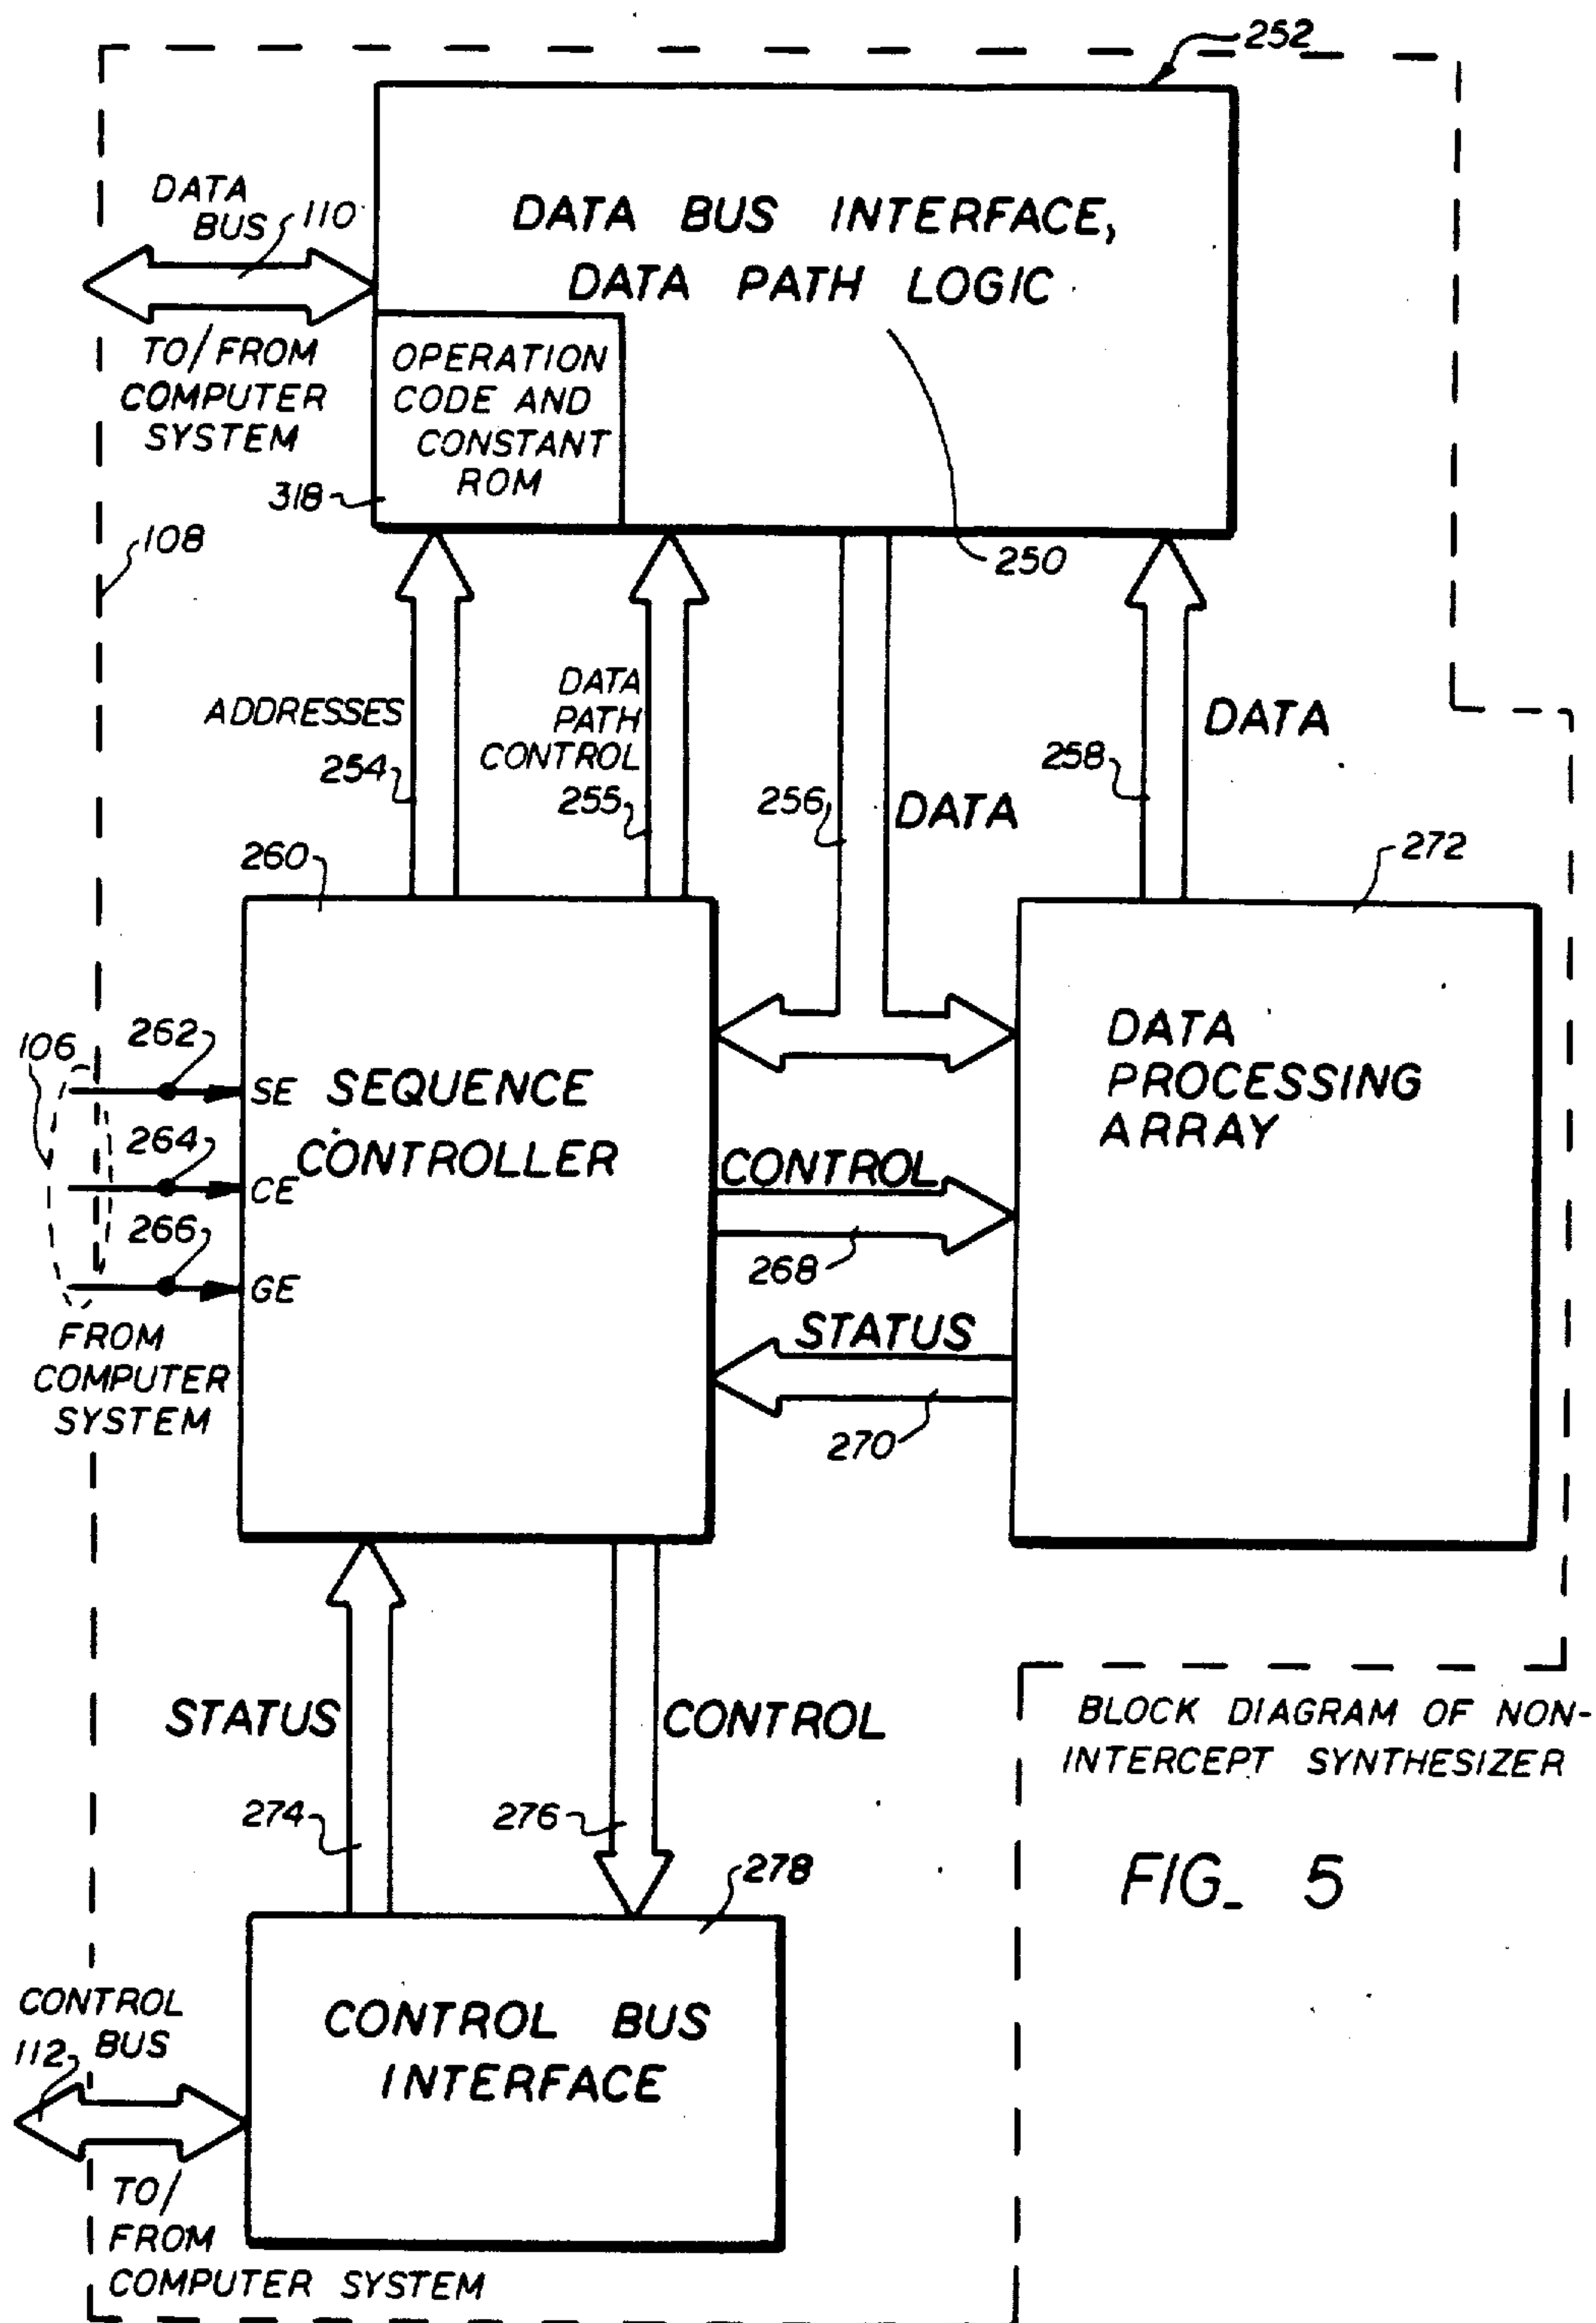 252
DATA
BUS
110
DATA BUS INTERFACE,
DATA PATH LOGIC
TO/FROM
COMPUTER
SYSTEM
OPERATION
CODE AND
CONSTANT
ROM
318
108
250
ADDRESSES
254
DATA
PATH
CONTROL
255
256
DATA
258
DATA
260
272
106
262
SE
264
CE
266
GE
SEQUENCE
CONTROLLER
FROM
COMPUTER
SYSTEM
DATA
PROCESSING
ARRAY
CONTROL
268
STATUS
270
STATUS
274
CONTROL
276
278
BLOCK DIAGRAM OF NON-
INTERCEPT SYNTHESIZER
FIG_ 5
CONTROL
BUS
112
CONTROL BUS
INTERFACE
TO/
FROM
COMPUTER SYSTEM